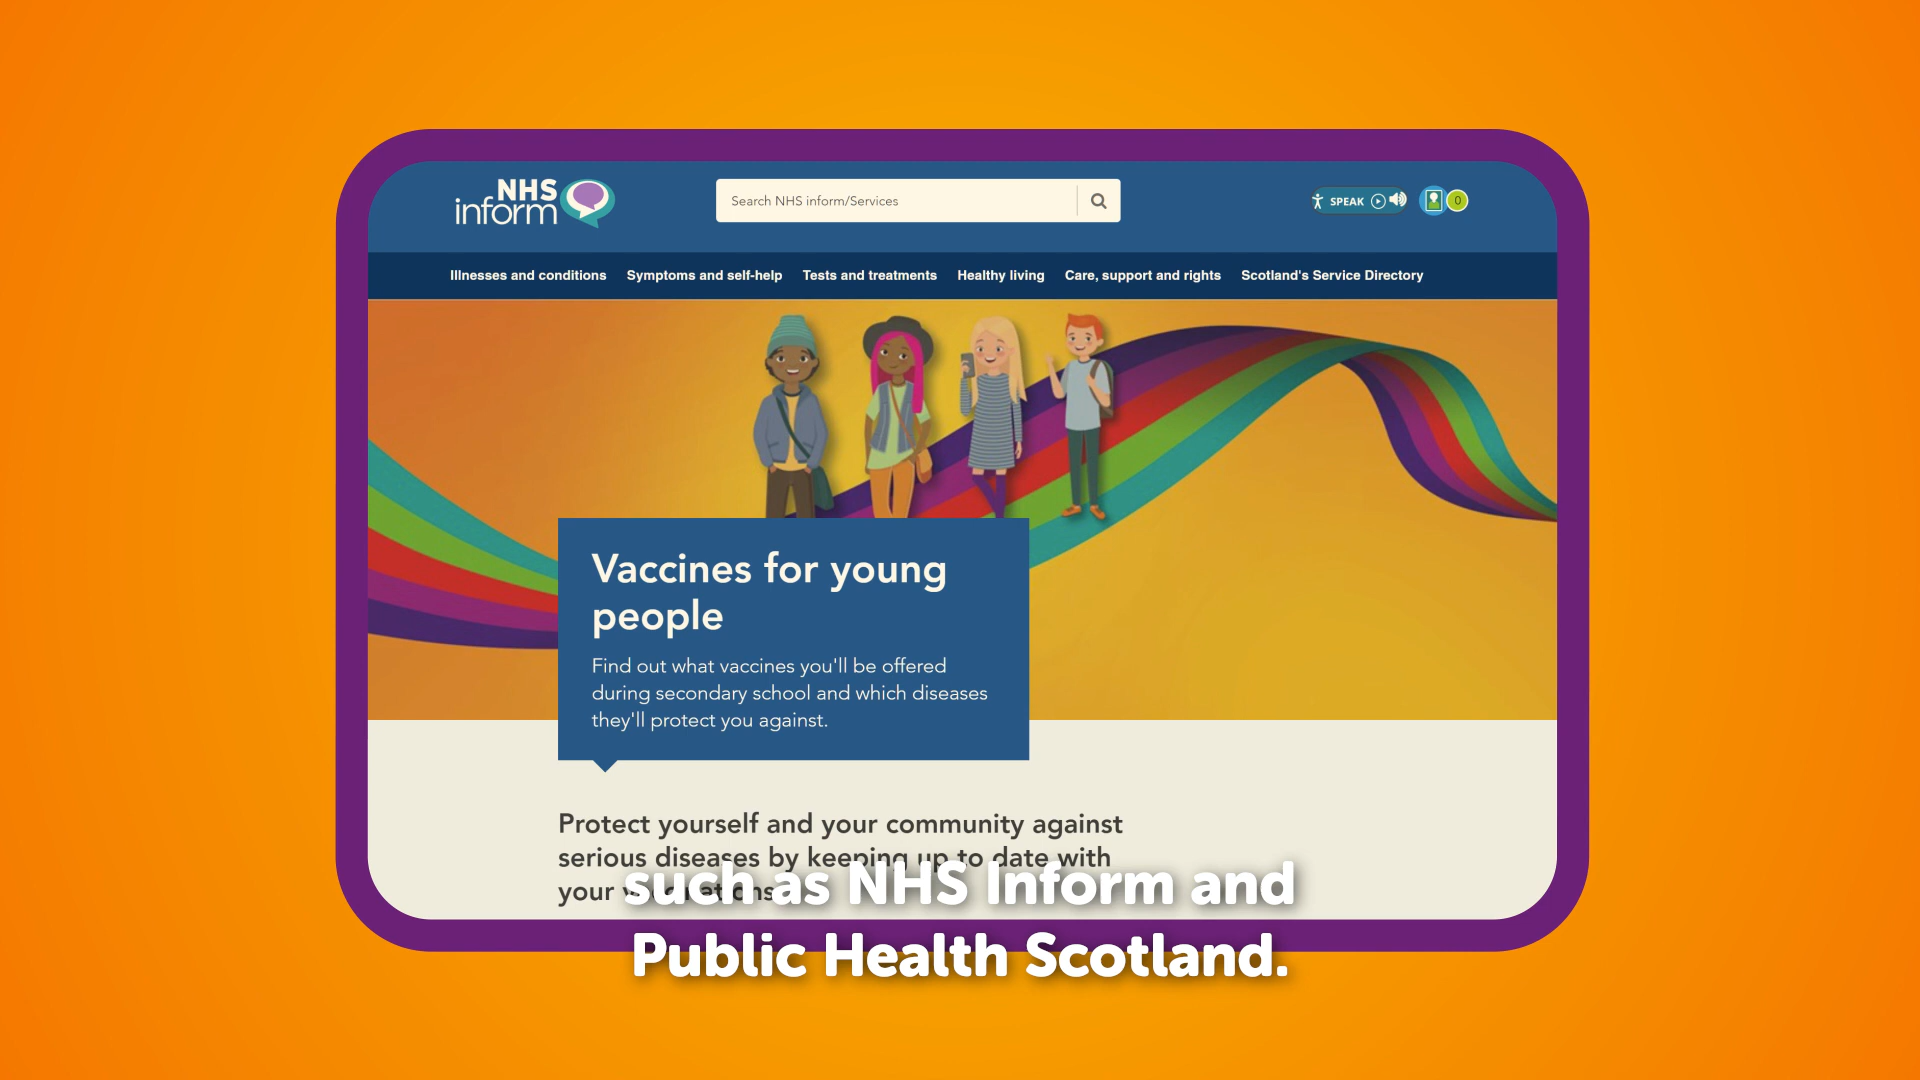 NHS
inform
Search NHS inform/Services
SPEAK
0
Illnesses and conditions Symptoms and self-help Tests and treatments Healthy living Care, support and rights Scotland's Service Directory
Vaccines for young
people
Find out what vaccines you'll be offered
during secondary school and which diseases
they'll protect you against.
Protect yourself and your community against
serious diseases by keeping up to date with
your
such as NHS Inform and
Public Health Scotland.